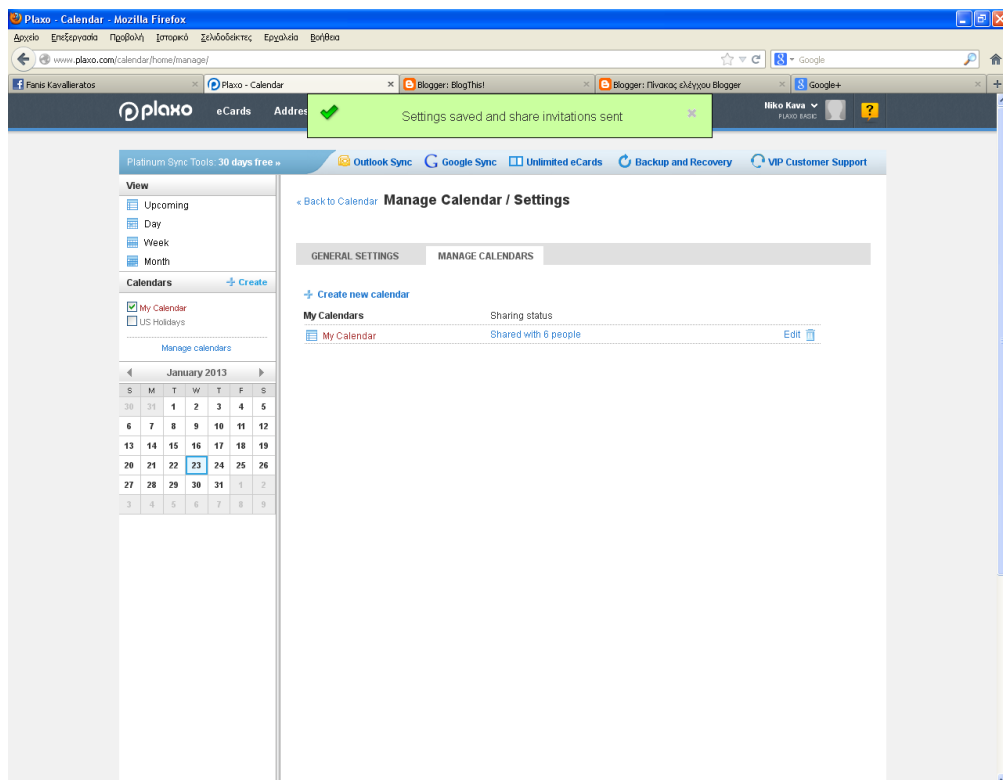 Plaxo - Calendar - Mozilla Firefox
Αρχείο Επεξεργασία Προβολή Ιστορικό Σελιδοδείκτες Εργαλεία Βοήθεια
www.plaxo.com/calendar/home/manage/ Google
Fanis Kavallieratos Plaxo - Calendar Blogger: BlogThis! Blogger: Πίνακας ελέγχου Blogger Google+
plaxo eCards Addres Settings saved and share invitations sent Niko Kava
PLAXO BASIC
Platinum Sync Tools: 30 days free » Outlook Sync Google Sync Unlimited eCards Backup and Recovery VIP Customer Support
View
Upcoming
Day
Week
Month
Calendars Create
My Calendar
US Holidays
Manage calendars
January 2013
S M T W T F S
30 31 1 2 3 4 5
6 7 8 9 10 11 12
13 14 15 16 17 18 19
20 21 22 23 24 25 26
27 28 29 30 31 1 2
3 4 5 6 7 8 9
« Back to Calendar Manage Calendar / Settings
GENERAL SETTINGS MANAGE CALENDARS
Create new calendar
My Calendars Sharing status
My Calendar Shared with 6 people Edit